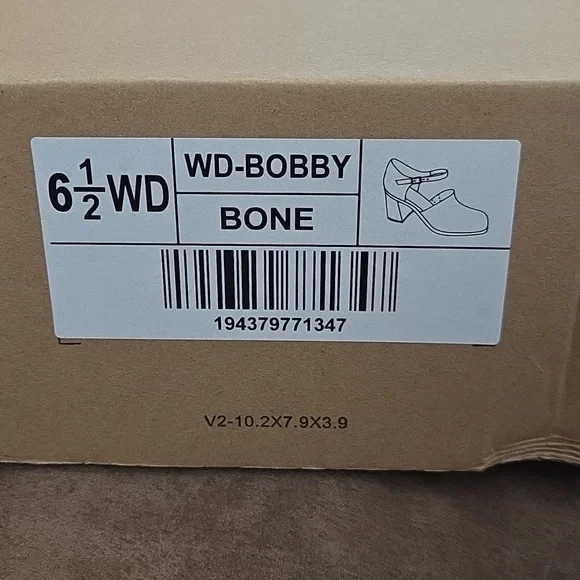 6 1/2 WD
WD-BOBBY
BONE
194379771347
V2-10.2X7.9X3.9